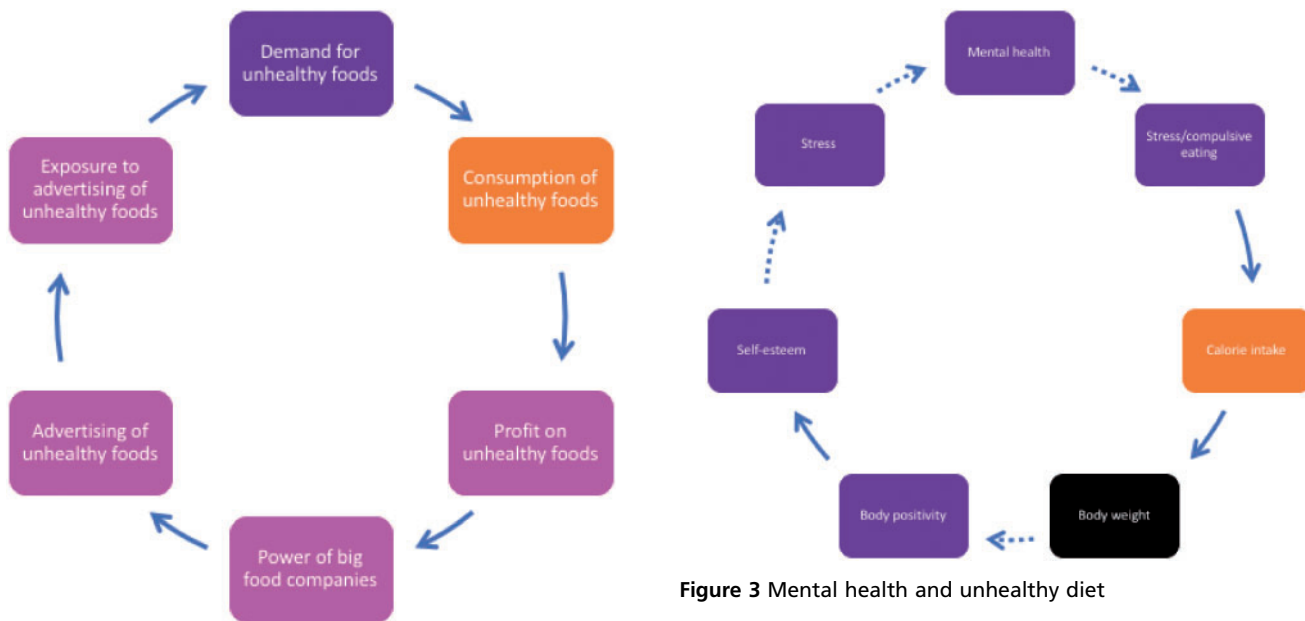 Demand for
unhealthy foods
Consumption of
unhealthy foods
Profit on
unhealthy foods
Power of big
food companies
Advertising of
unhealthy foods
Exposure to
advertising of
unhealthy foods
Mental health
Stress/compulsive
eating
Calorie intake
Body weight
Body positivity
Self-esteem
Stress
Figure 3 Mental health and unhealthy diet